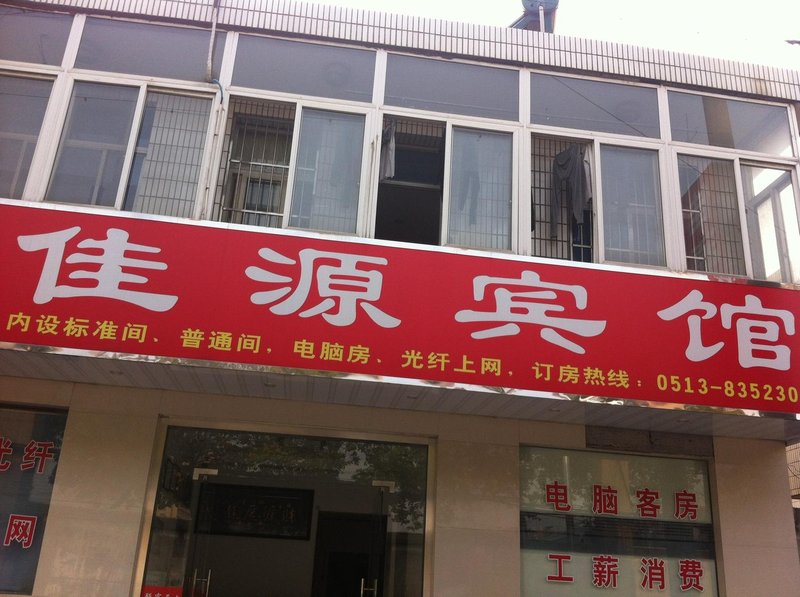 佳源宾馆
内设标准间、普通间，电脑房、光纤上网，订房热线：0513-835230
光纤
网
电脑客房
工薪消费